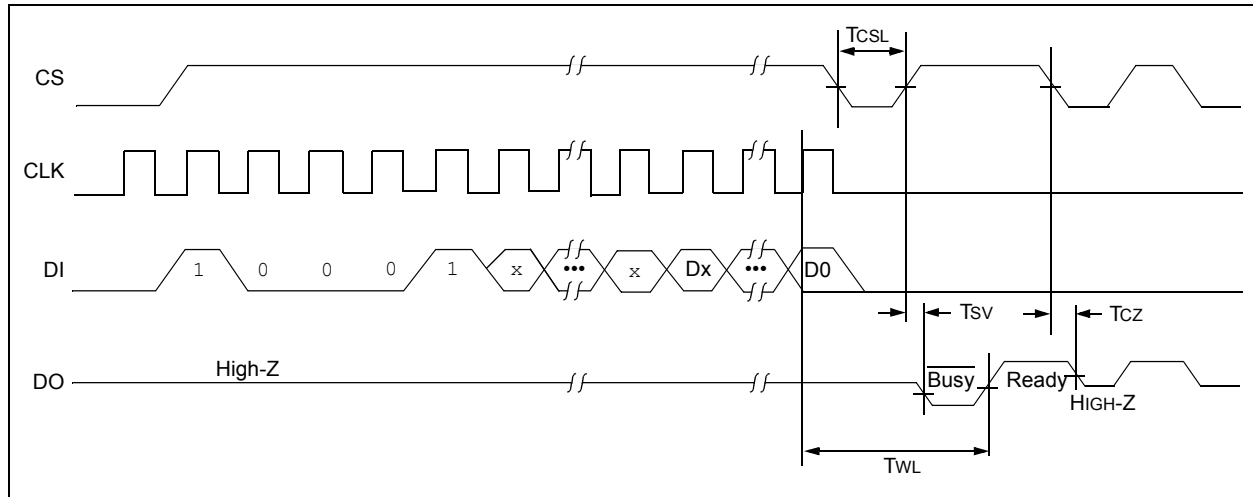 TCSL
CS
CLK
DI 1 0 0 0 1 x ••• x Dx ••• D0
TSV TCZ
High-Z
DO Busy Ready
HIGH-Z
TWL